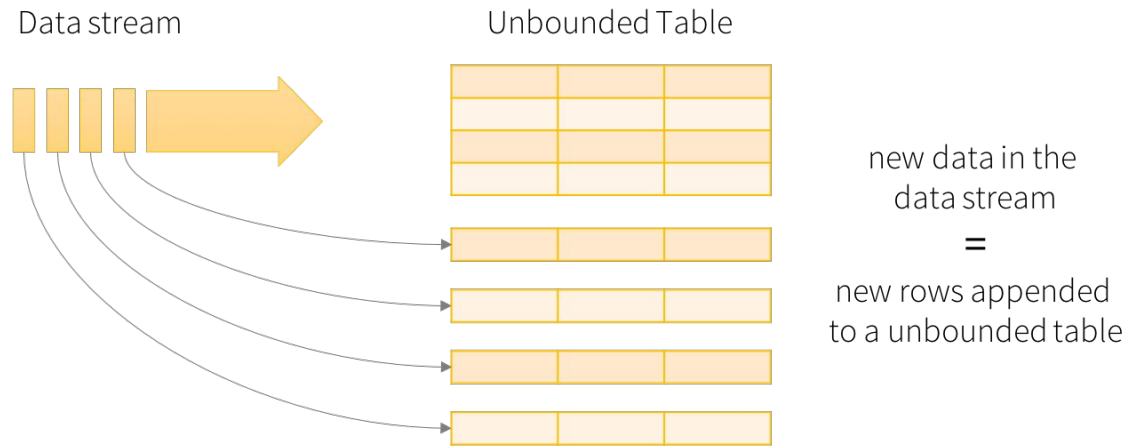 Data stream
Unbounded Table
new data in the
data stream
=
new rows appended
to a unbounded table